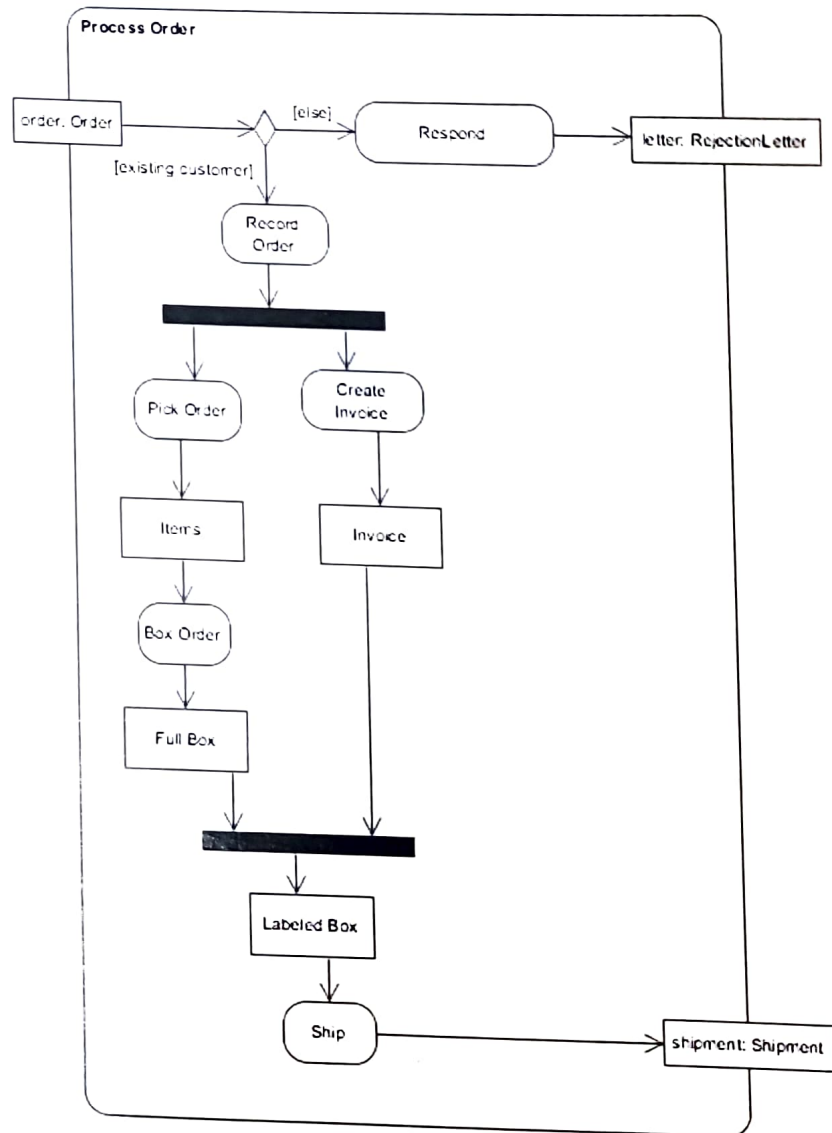 Process Order
order: Order
[else]
Respond
letter: RejectionLetter
[existing customer]
Record
Order
Pick Order
Create
Invoice
Items
Invoice
Box Order
Full Box
Labeled Box
Ship
shipment: Shipment